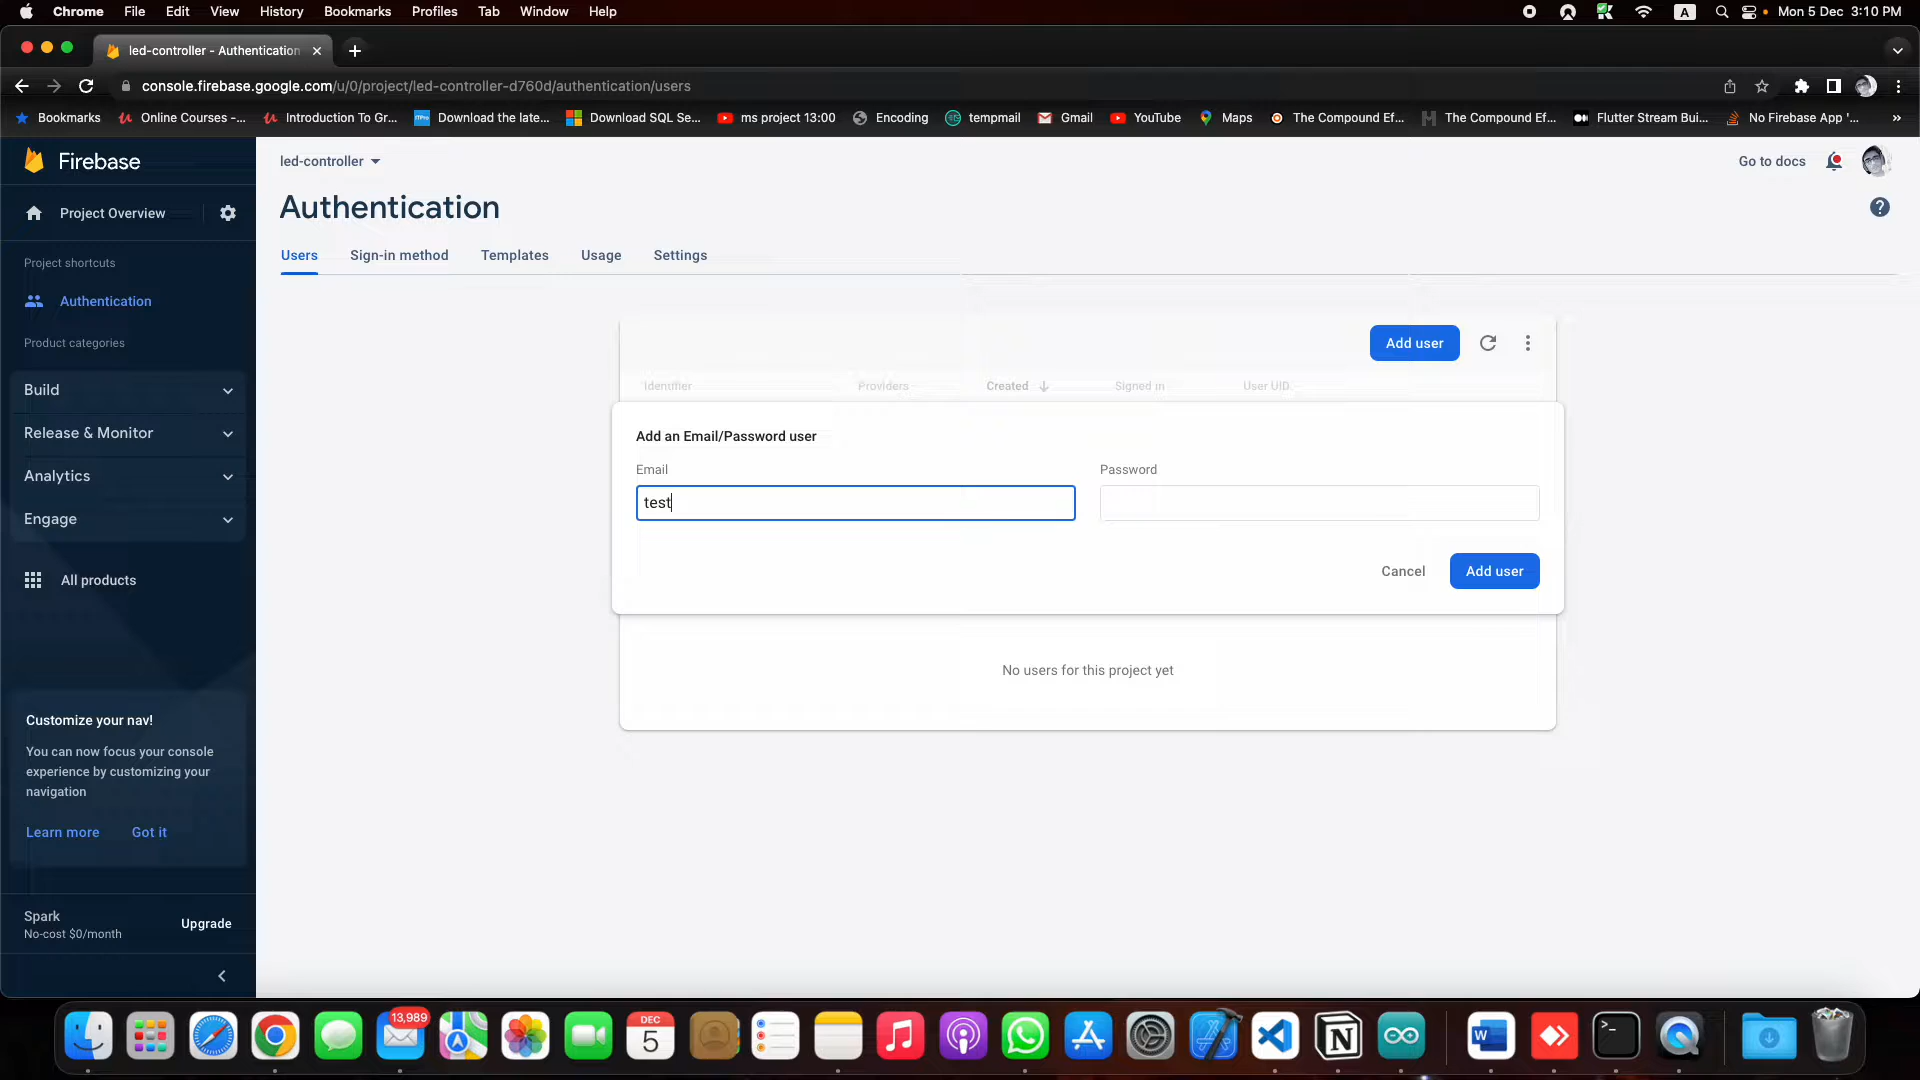 Chrome File Edit View History Bookmarks Profiles Tab Window Help
A Mon 5 Dec 3:10 PM
led-controller - Authentication
console.firebase.google.com/u/0/project/led-controller-d760d/authentication/users
Bookmarks Online Courses -... Introduction To Gr... Download the late... Download SQL Se... ms project 13:00 Encoding tempmail Gmail YouTube Maps The Compound Ef... The Compound Ef... Flutter Stream Bui... No Firebase App '... »
Firebase
led-controller
Go to docs
Authentication
Project Overview
Users Sign-in method Templates Usage Settings
Project shortcuts
Authentication
Product categories
Build
Release & Monitor
Analytics
Engage
All products
Customize your nav!
You can now focus your console
experience by customizing your
navigation
Learn more Got it
Spark
No-cost $0/month
Upgrade
Add user
Identifier Providers Created Signed in User UID
Add an Email/Password user
Email
Password
test
Cancel
Add user
No users for this project yet
13,989
DEC
5